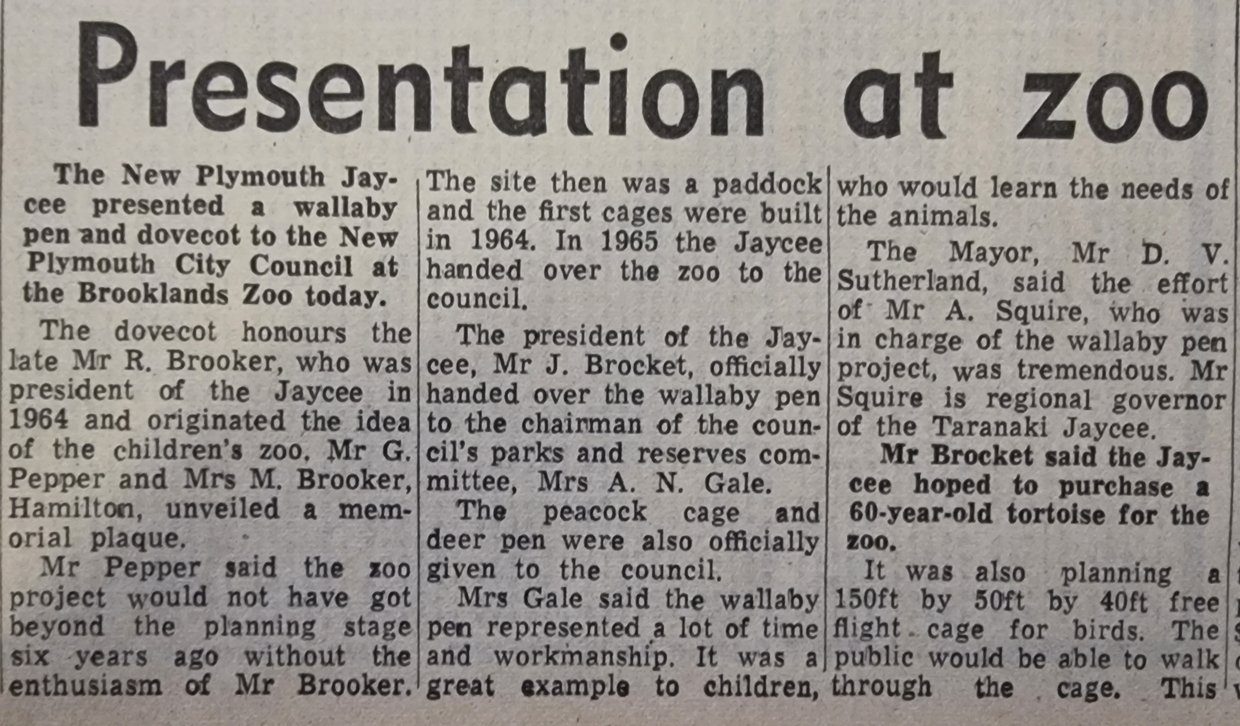 Presentation at zoo
The New Plymouth Jay-
cee presented a wallaby
pen and dovecot to the New
Plymouth City Council at
the Brooklands Zoo today.
The dovecot honours the
late Mr R. Brooker, who was
president of the Jaycee in
1964 and originated the idea
of the children's zoo. Mr G.
Pepper and Mrs M. Brooker,
Hamilton, unveiled a mem-
orial plaque.
Mr Pepper said the zoo
project would not have got
beyond the planning stage
six years ago without the
enthusiasm of Mr Brooker.
The site then was a paddock
and the first cages were built
in 1964. In 1965 the Jaycee
handed over the zoo to the
council.
The president of the Jay-
cee, Mr J. Brocket, officially
handed over the wallaby pen
to the chairman of the coun-
cil's parks and reserves com-
mittee, Mrs A. N. Gale.
The peacock cage and
deer pen were also officially
given to the council.
Mrs Gale said the wallaby
pen represented a lot of time
and workmanship. It was a
great example to children,
who would learn the needs of
the animals.
The Mayor, Mr D. V.
Sutherland, said the effort
of Mr A. Squire, who was
in charge of the wallaby pen
project, was tremendous. Mr
Squire is regional governor
of the Taranaki Jaycee.
Mr Brocket said the Jay-
cee hoped to purchase a
60-year-old tortoise for the
zoo.
It was also planning a
150ft by 50ft by 40ft free
flight cage for birds. The
public would be able to walk
through the cage. This